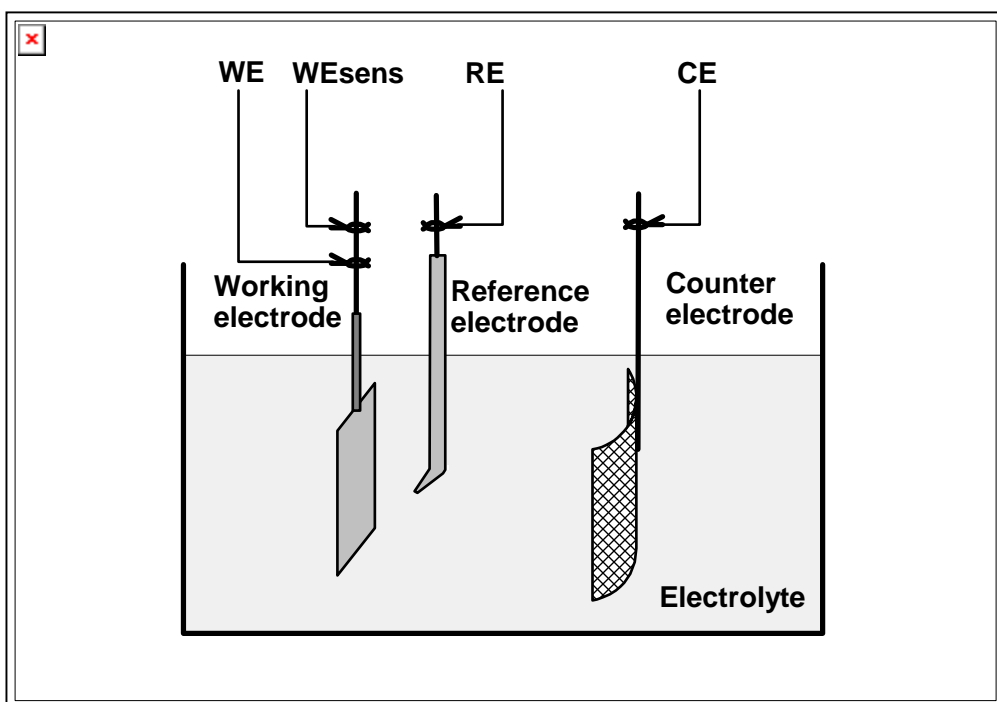 WE WEsens RE CE
Working
electrode
Reference
electrode
Counter
electrode
Electrolyte